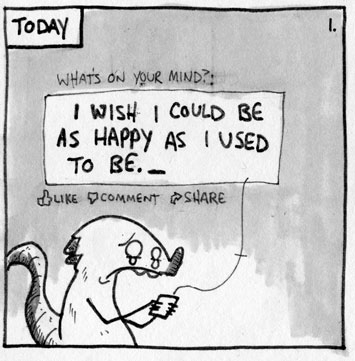 TODAY
1.
WHAT'S ON YOUR MIND?:
I WISH I COULD BE
AS HAPPY AS I USED
TO BE._
LIKE COMMENT SHARE